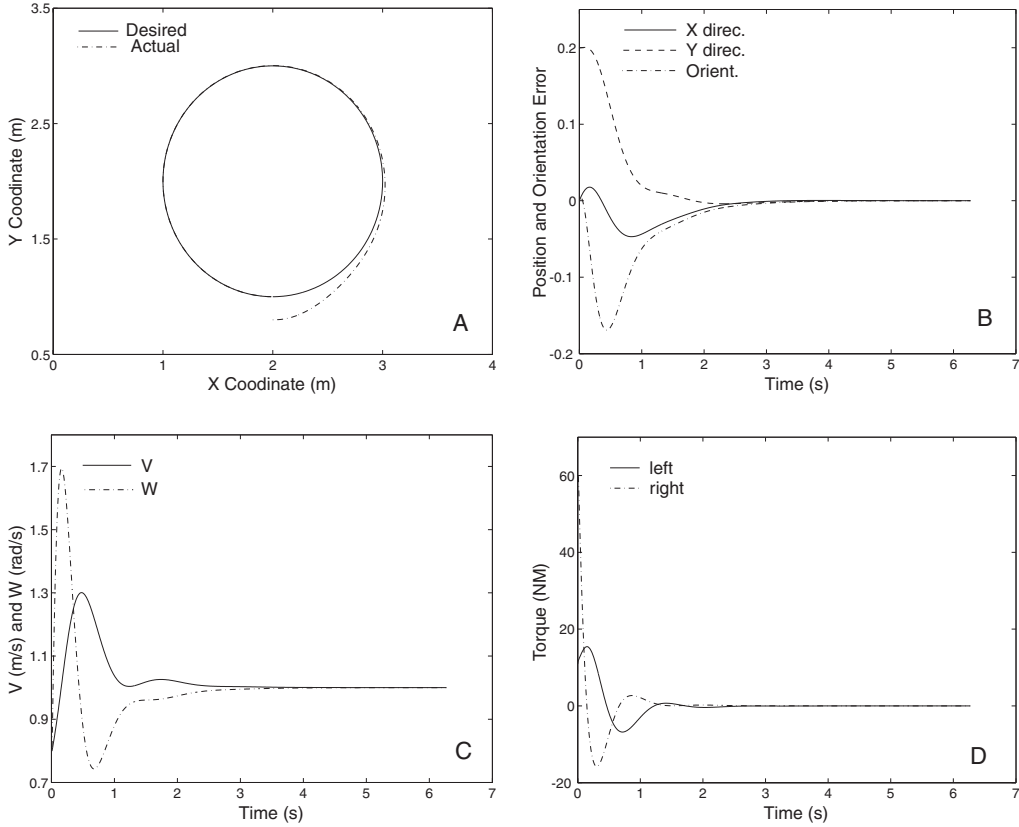 3.5
Desired
Actual
2.5
1.5
0.5
0
1
2
3
4
Y Coodinate (m)
X Coodinate (m)
A
X direc.
Y direc.
Orient.
0.2
0.1
0
-0.1
-0.2
0
1
2
3
4
5
6
7
Position and Orientation Error
Time (s)
B
V
W
1.7
1.5
1.3
1.1
0.9
0.7
0
1
2
3
4
5
6
7
V (m/s) and W (rad/s)
Time (s)
C
left
right
60
40
20
0
-20
0
1
2
3
4
5
6
7
Torque (NM)
Time (s)
D